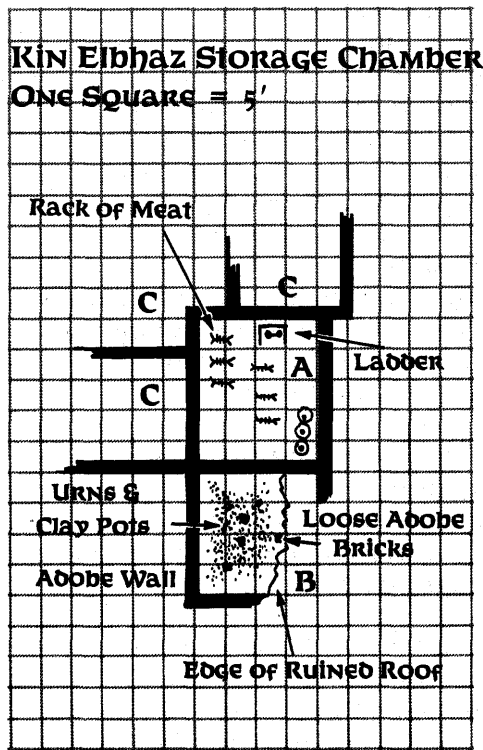 Kin Elbhaz Storage Chamber
One Square = 5'
Rack of Meat
C
C
Ladder
A
C
Urns &
Clay Pots
Loose Adobe
Bricks
Adobe Wall
B
Edge of Ruined Roof